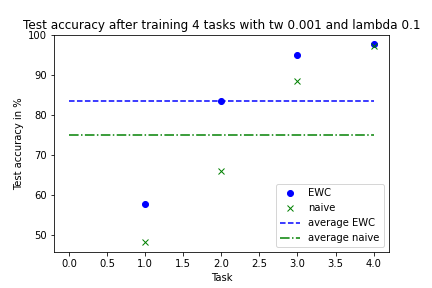 Test accuracy after training 4 tasks with tw 0.001 and lambda 0.1
100
90
80
70
60
50
Test accuracy in %
0.0 0.5 1.0 1.5 2.0 2.5 3.0 3.5 4.0
Task
EWC
naive
average EWC
average naive